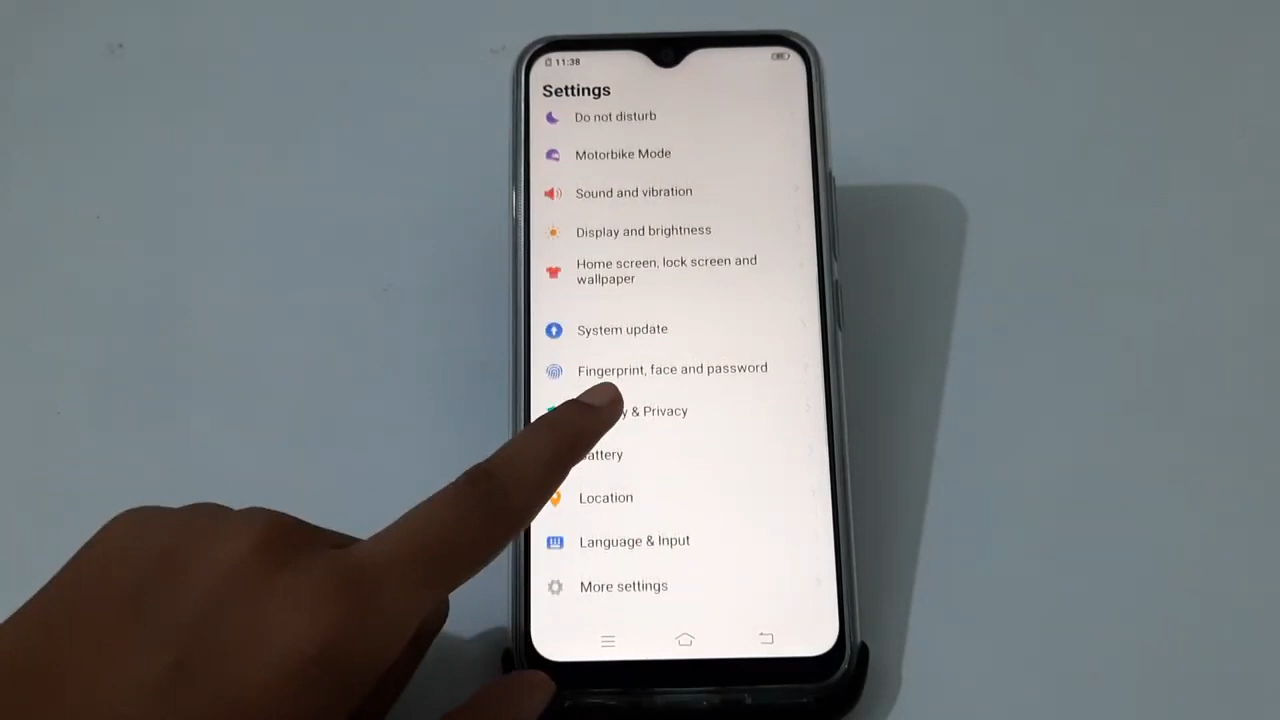 11:38
Settings
Do not disturb
Motorbike Mode
Sound and vibration
Display and brightness
Home screen, lock screen and
wallpaper
System update
Fingerprint, face and password
& Privacy
Location
Language & Input
More settings